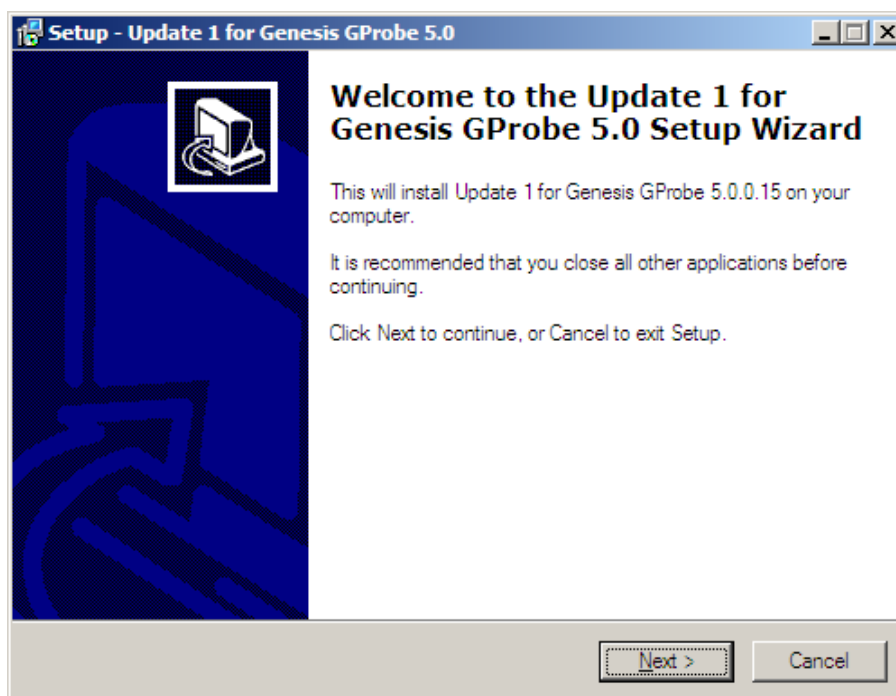 Setup - Update 1 for Genesis GProbe 5.0
Welcome to the Update 1 for
Genesis GProbe 5.0 Setup Wizard
This will install Update 1 for Genesis GProbe 5.0.0.15 on your
computer.
It is recommended that you close all other applications before
continuing.
Click Next to continue, or Cancel to exit Setup.
Next >
Cancel